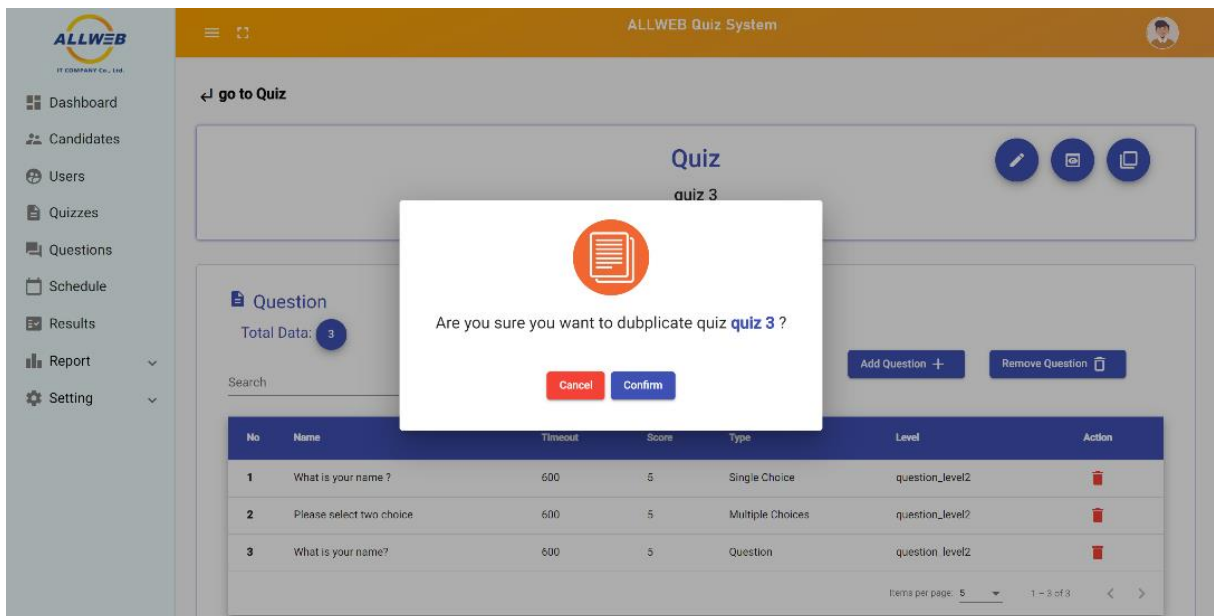 ALLWEB
IT COMPANY Co., Ltd.
ALLWEB Quiz System
Dashboard
Candidates
Users
Quizzes
Questions
Schedule
Results
Report
Setting
go to Quiz
Quiz
quiz 3
Question
Total Data: 3
Are you sure you want to dubplicate quiz quiz 3 ?
Cancel Confirm
Search
Add Question + Remove Question
No Name Timeout Score Type Level Action
1 What is your name ? 600 5 Single Choice question_level2
2 Please select two choice 600 5 Multiple Choices question_level2
3 What is your name? 600 5 Question question_level2
Items per page: 5 1 – 3 of 3